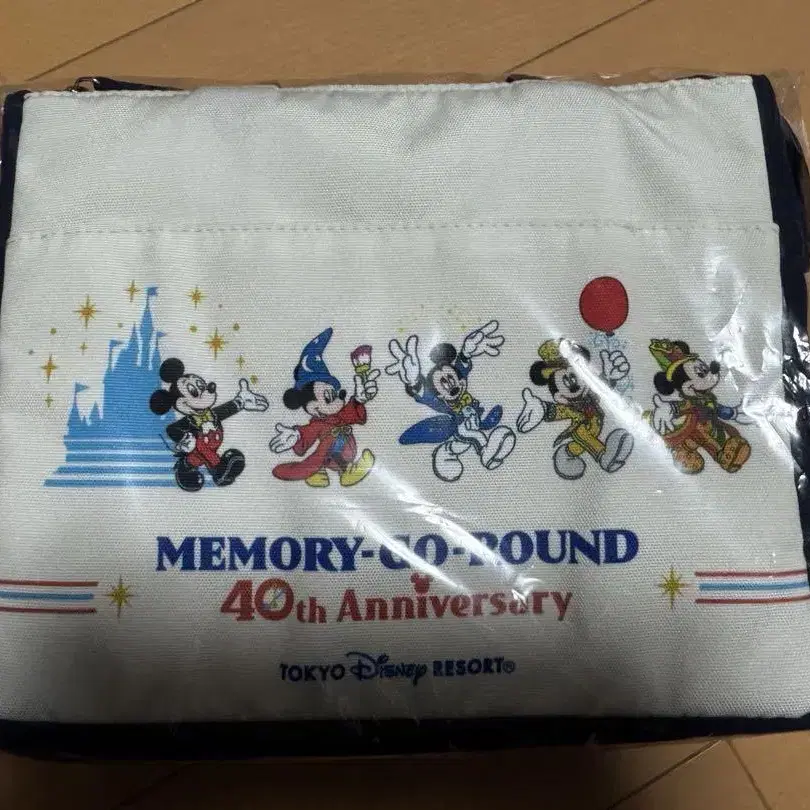 MEMORY-GO-ROUND
40th Anniversary
TOKYO Disney RESORT®